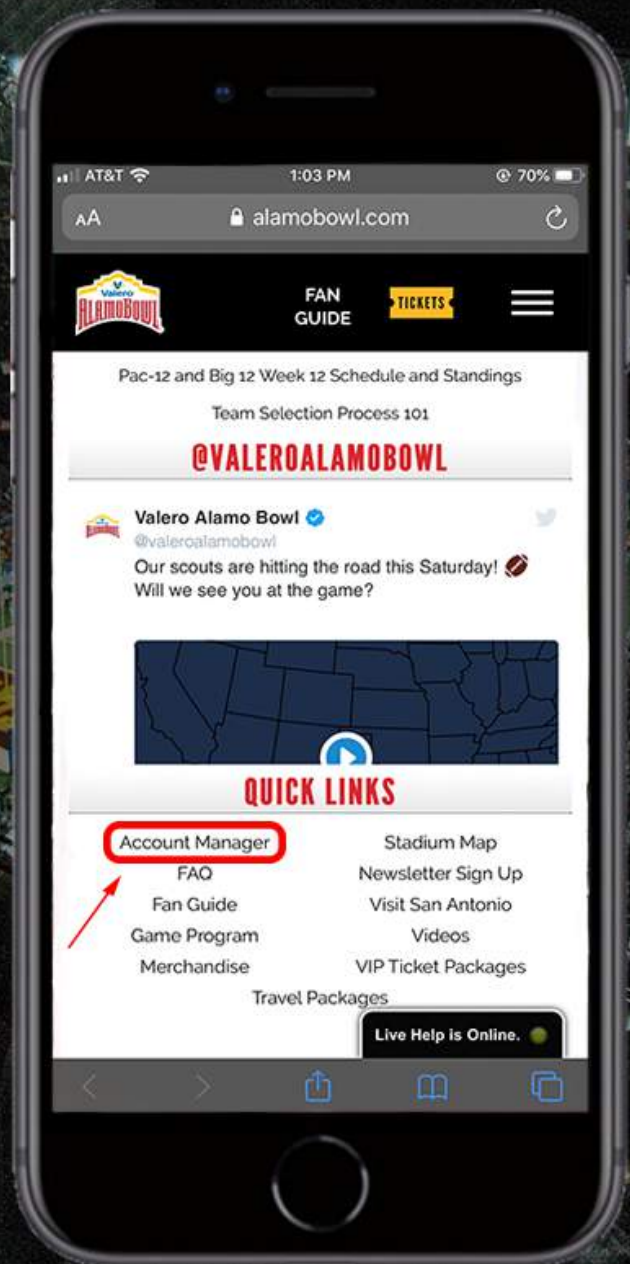 AT&T 1:03 PM 70%
AA alamobowl.com
Valero
ALAMOBOWL
FAN
GUIDE
TICKETS
Pac-12 and Big 12 Week 12 Schedule and Standings
Team Selection Process 101
@VALEROALAMOBOWL
Valero Alamo Bowl
@valeroalamobowl
Our scouts are hitting the road this Saturday!
Will we see you at the game?
QUICK LINKS
Account Manager Stadium Map
FAQ Newsletter Sign Up
Fan Guide Visit San Antonio
Game Program Videos
Merchandise VIP Ticket Packages
Travel Packages
Live Help is Online.